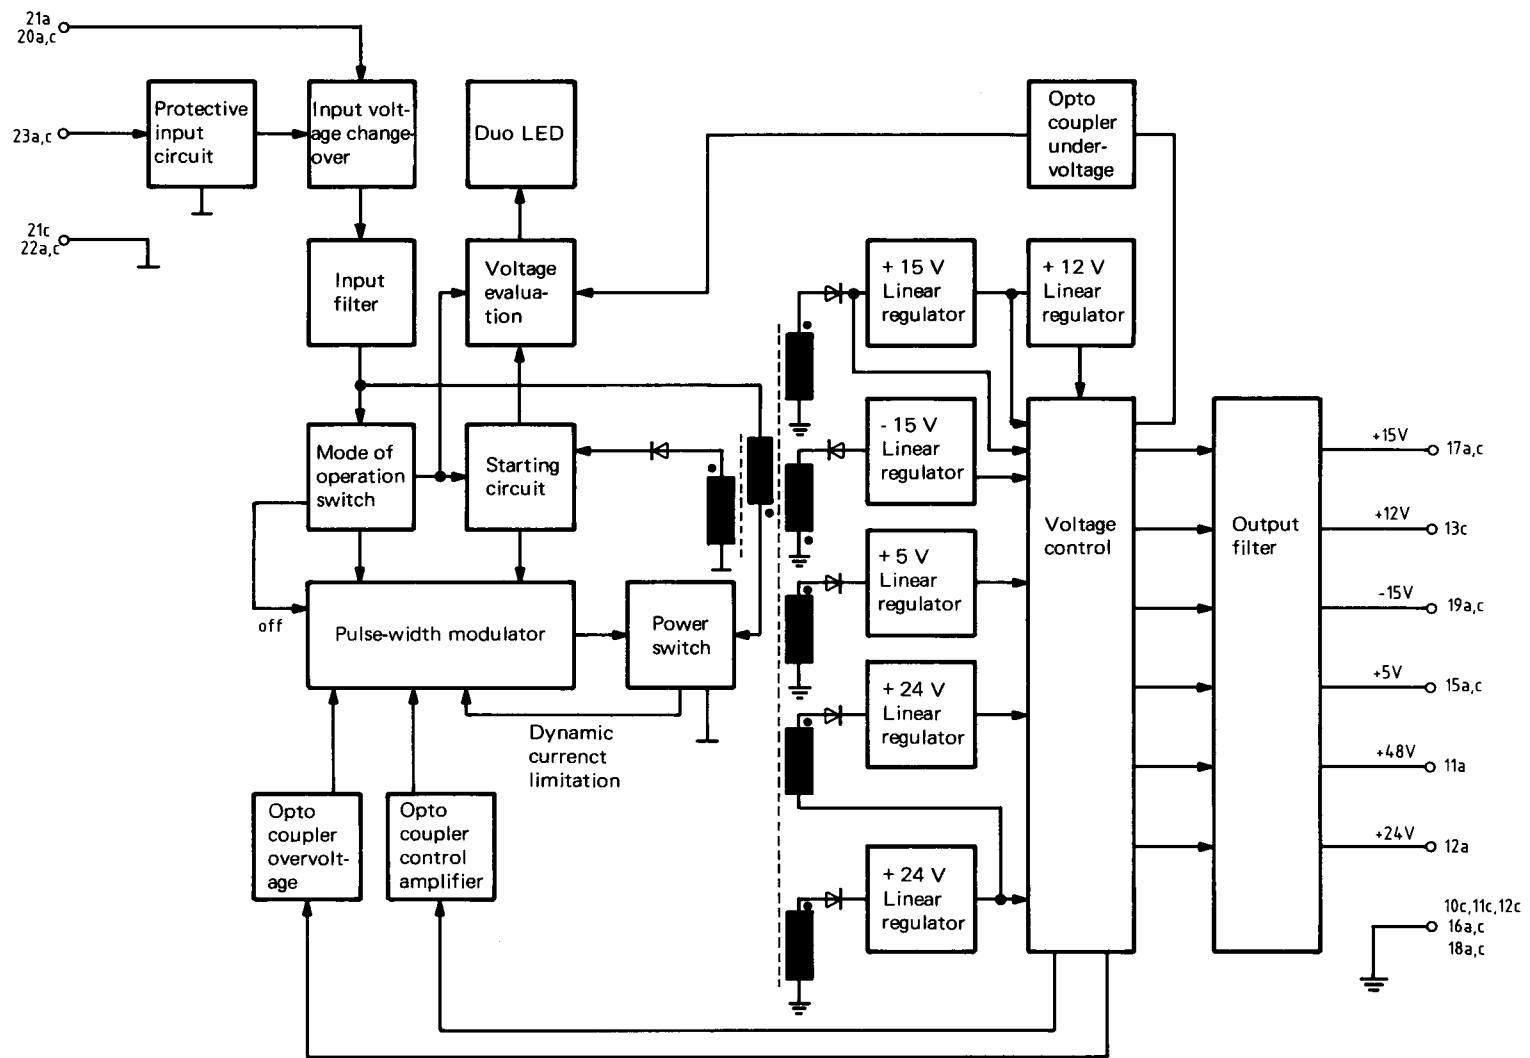 21a
20a,c
23a,c
Protective
input
circuit
Input volt-
age change-
over
Duo LED
Opto
coupler
under-
voltage
21c
22a,c
Input
filter
Voltage
evalua-
tion
+ 15 V
Linear
regulator
+ 12 V
Linear
regulator
Mode of
operation
switch
Starting
circuit
- 15 V
Linear
regulator
Voltage
control
Output
filter
+15V
17a,c
+12V
13c
-15V
19a,c
+5V
15a,c
+48V
11a
+24V
12a
10c,11c,12c
16a,c
18a,c
+ 5 V
Linear
regulator
off
Pulse-width modulator
Power
switch
+ 24 V
Linear
regulator
Dynamic
currenct
limitation
Opto
coupler
overvolt-
age
Opto
coupler
control
amplifier
+ 24 V
Linear
regulator